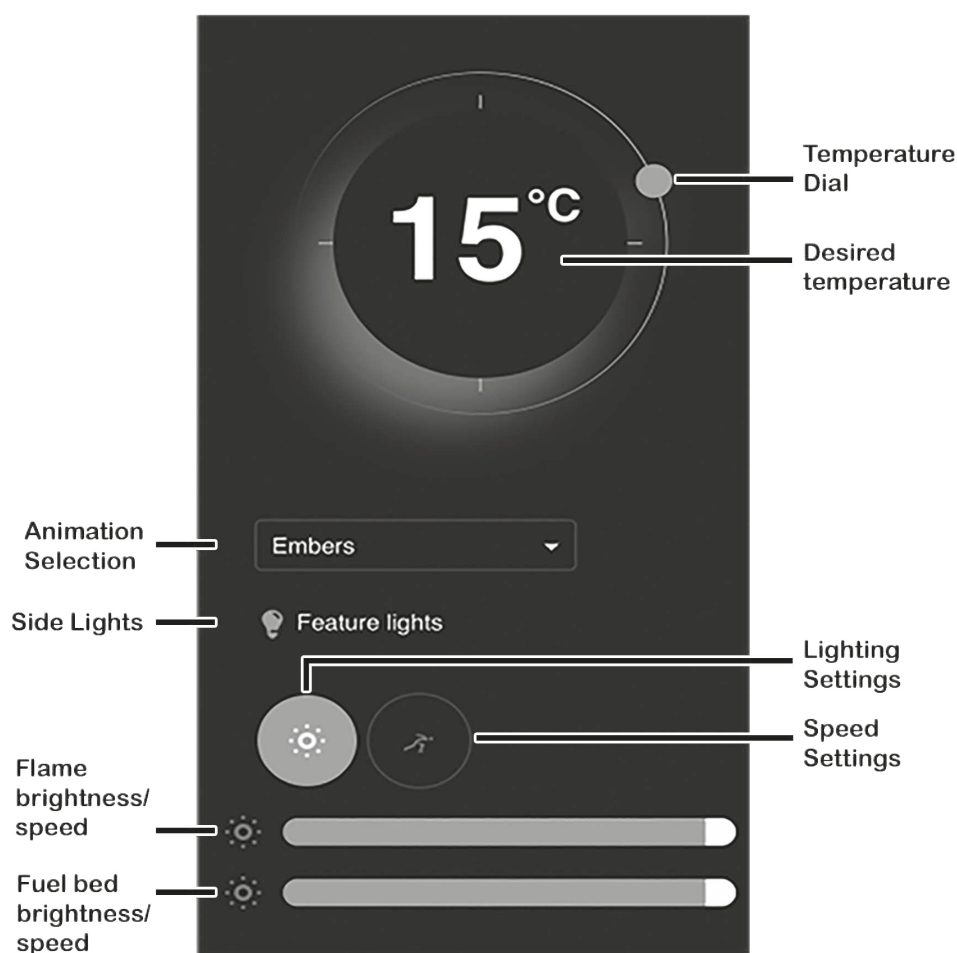 Temperature
Dial
15°C
Desired
temperature
Animation
Selection
Embers
Side Lights
Feature lights
Lighting
Settings
Speed
Settings
Flame
brightness/
speed
Fuel bed
brightness/
speed